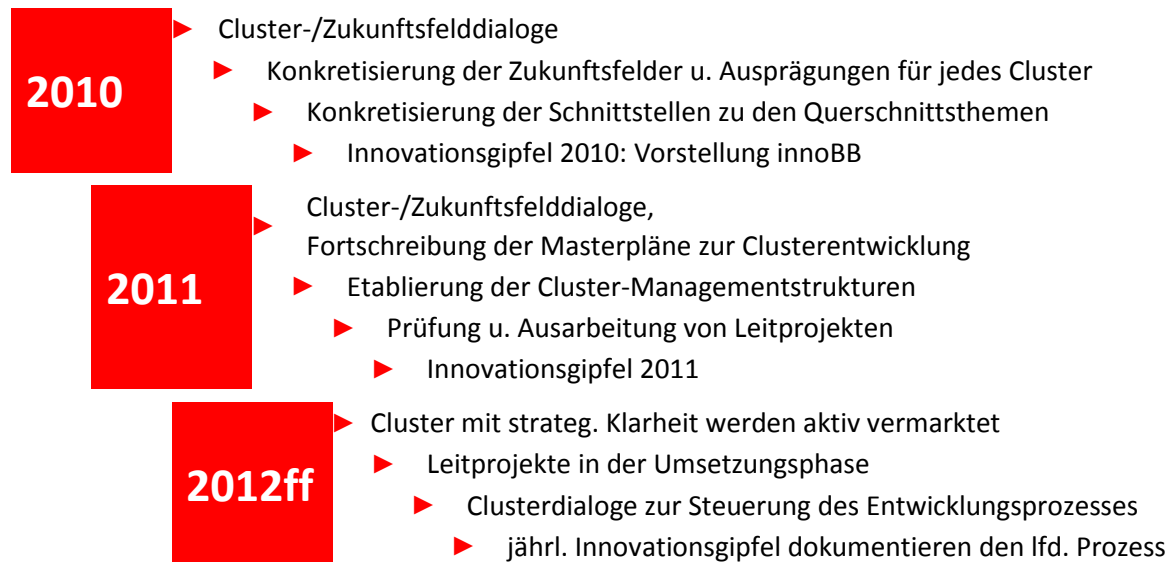 2010
► Cluster-/Zukunftsfelddialoge
► Konkretisierung der Zukunftsfelder u. Ausprägungen für jedes Cluster
► Konkretisierung der Schnittstellen zu den Querschnittsthemen
► Innovationsgipfel 2010: Vorstellung innoBB
2011
► Cluster-/Zukunftsfelddialoge,
Fortschreibung der Masterpläne zur Clusterentwicklung
► Etablierung der Cluster-Managementstrukturen
► Prüfung u. Ausarbeitung von Leitprojekten
► Innovationsgipfel 2011
2012ff
► Cluster mit strateg. Klarheit werden aktiv vermarktet
► Leitprojekte in der Umsetzungsphase
► Clusterdialoge zur Steuerung des Entwicklungsprozesses
► jährl. Innovationsgipfel dokumentieren den lfd. Prozess